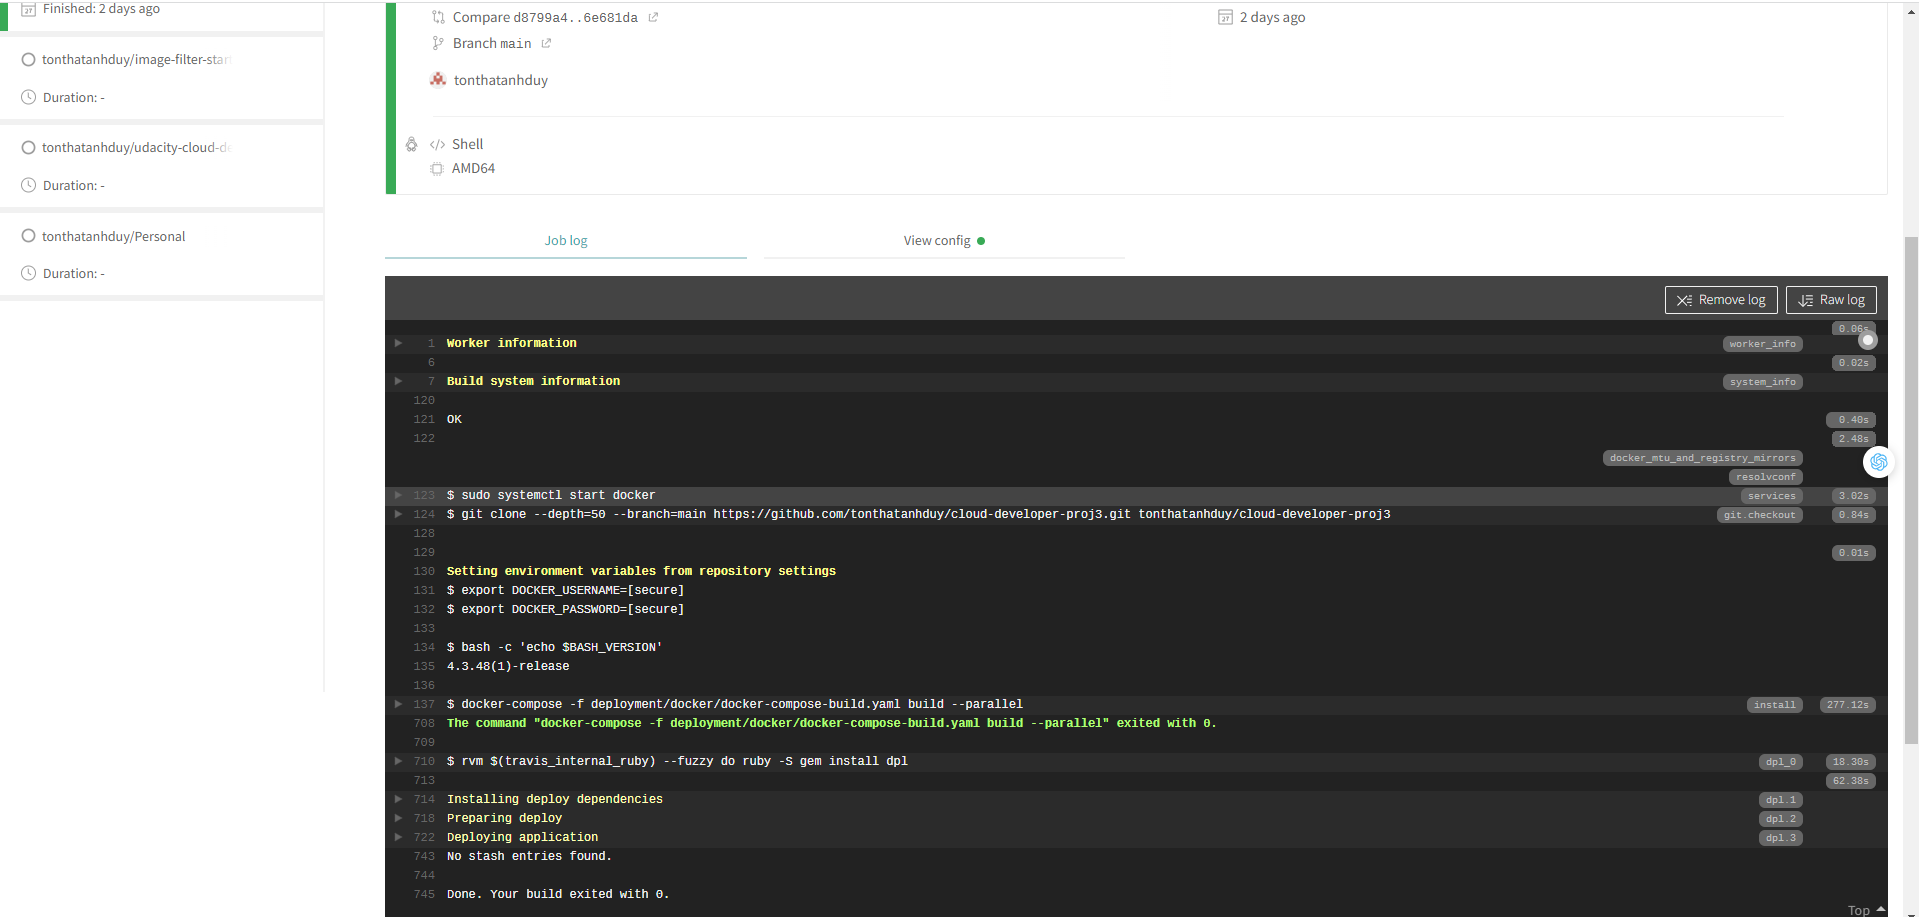 Finished: 2 days ago
tonthatanhduy/image-filter-star
Duration: -
tonthatanhduy/udacity-cloud-de
Duration: -
tonthatanhduy/Personal
Duration: -
Compare d8799a4..6e681da
2 days ago
Branch main
tonthatanhduy
</> Shell
AMD64
Job log
View config
Remove log
Raw log
0.06s
1 Worker information worker_info
6 0.02s
7 Build system information system_info
120
121 OK 0.40s
122 2.48s
docker_mtu_and_registry_mirrors
resolvconf
123 $ sudo systemctl start docker services 3.02s
124 $ git clone --depth=50 --branch=main https://github.com/tonthatanhduy/cloud-developer-proj3.git tonthatanhduy/cloud-developer-proj3 git.checkout 0.84s
128
129 0.01s
130 Setting environment variables from repository settings
131 $ export DOCKER_USERNAME=[secure]
132 $ export DOCKER_PASSWORD=[secure]
133
134 $ bash -c 'echo $BASH_VERSION'
135 4.3.48(1)-release
136
137 $ docker-compose -f deployment/docker/docker-compose-build.yaml build --parallel install 277.12s
708 The command "docker-compose -f deployment/docker/docker-compose-build.yaml build --parallel" exited with 0.
709
710 $ rvm $(travis_internal_ruby) --fuzzy do ruby -S gem install dpl dpl_0 18.30s
713 62.38s
714 Installing deploy dependencies dpl.1
718 Preparing deploy dpl.2
722 Deploying application dpl.3
743 No stash entries found.
744
745 Done. Your build exited with 0.
Top